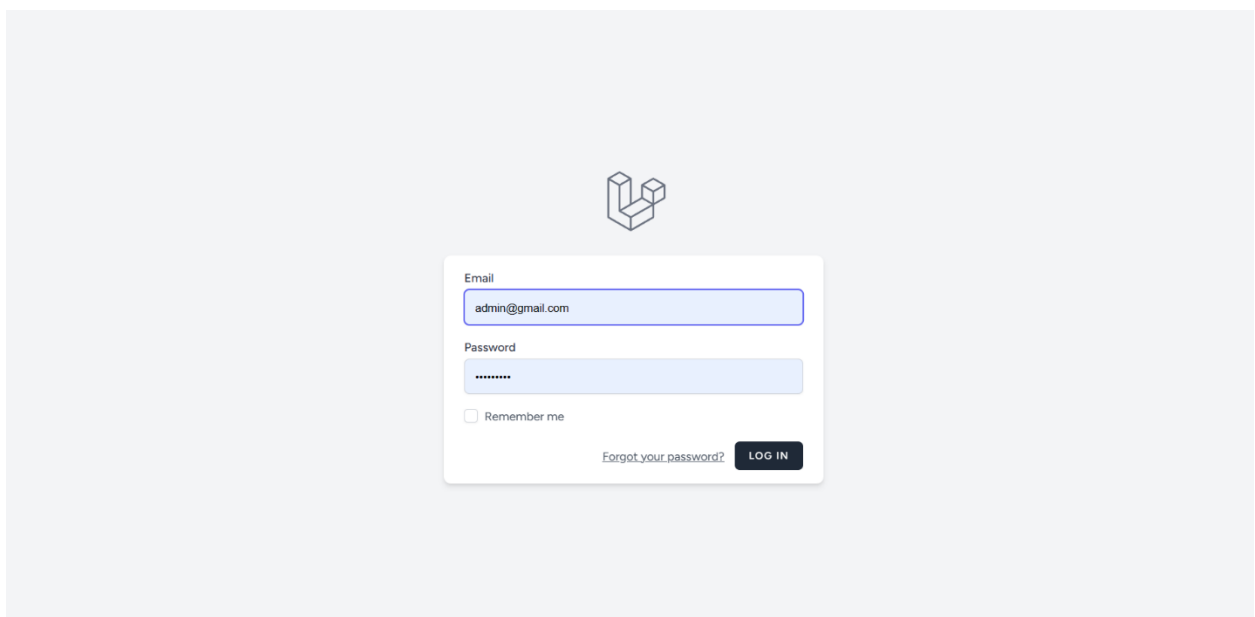 Email
admin@gmail.com
Password
•••••••••
Remember me
Forgot your password? LOG IN